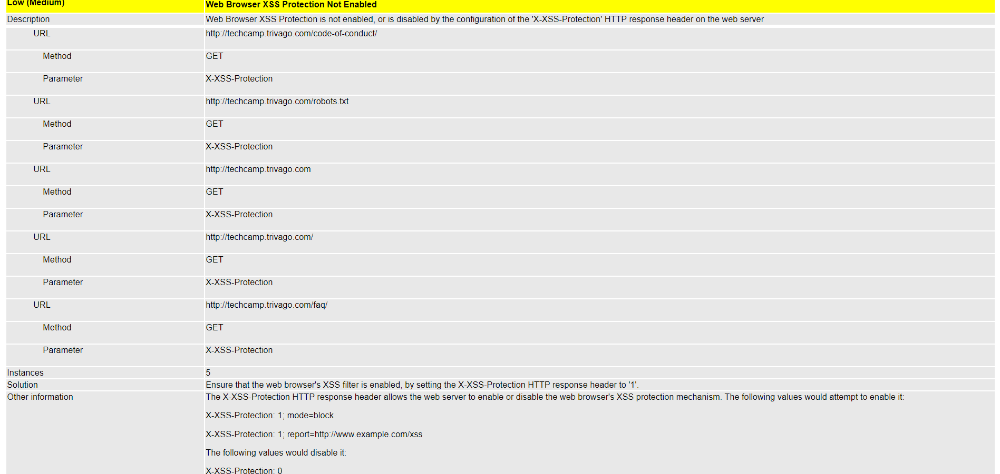 Low (Medium) Web Browser XSS Protection Not Enabled
Description Web Browser XSS Protection is not enabled, or is disabled by the configuration of the 'X-XSS-Protection' HTTP response header on the web server
URL http://techcamp.trivago.com/code-of-conduct/
Method GET
Parameter X-XSS-Protection
URL http://techcamp.trivago.com/robots.txt
Method GET
Parameter X-XSS-Protection
URL http://techcamp.trivago.com
Method GET
Parameter X-XSS-Protection
URL http://techcamp.trivago.com/
Method GET
Parameter X-XSS-Protection
URL http://techcamp.trivago.com/faq/
Method GET
Parameter X-XSS-Protection
Instances 5
Solution Ensure that the web browser's XSS filter is enabled, by setting the X-XSS-Protection HTTP response header to '1'.
Other information The X-XSS-Protection HTTP response header allows the web server to enable or disable the web browser's XSS protection mechanism. The following values would attempt to enable it:
X-XSS-Protection: 1; mode=block
X-XSS-Protection: 1; report=http://www.example.com/xss
The following values would disable it:
X-XSS-Protection: 0